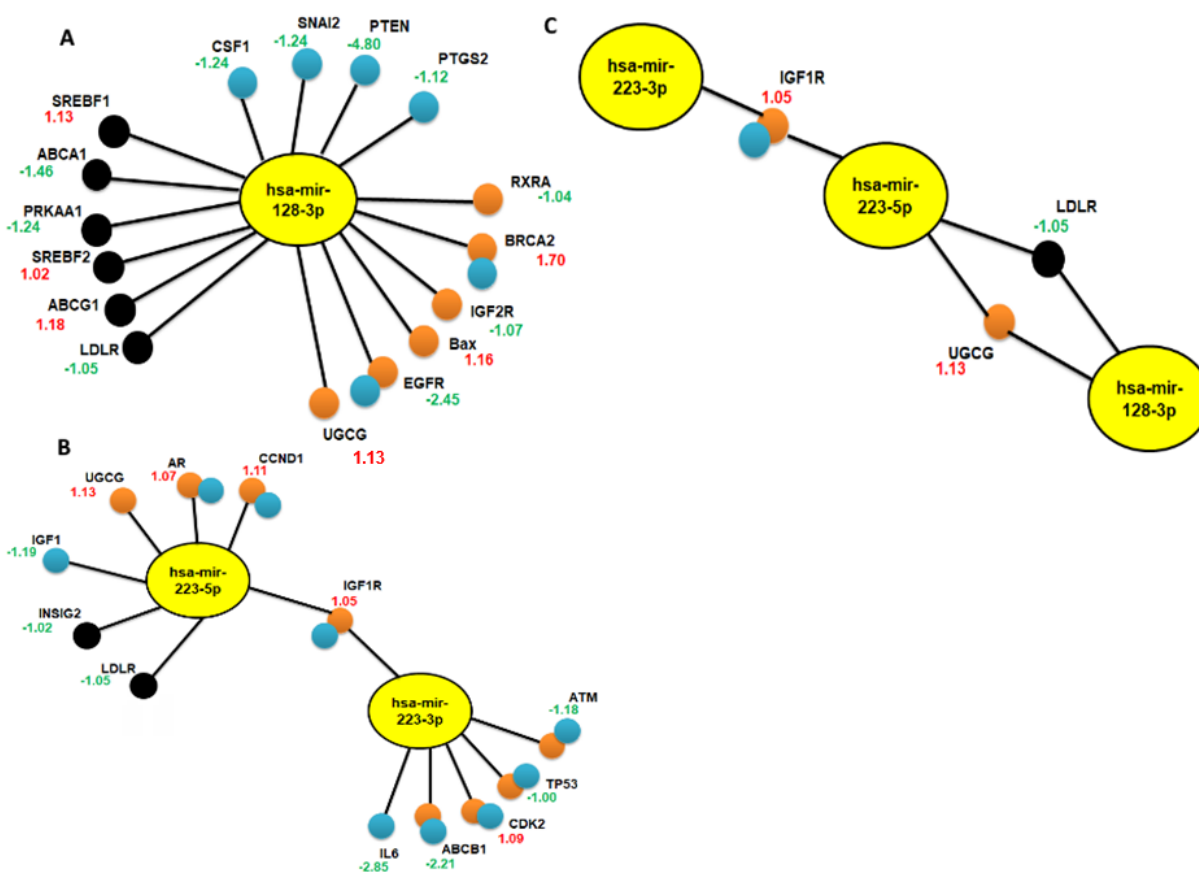 A
SNAI2
-1.24
PTEN
-4.80
CSF1
-1.24
PTGS2
-1.12
SREBF1
1.13
ABCA1
-1.46
PRKAA1
-1.24
SREBF2
1.02
ABCG1
1.18
LDLR
-1.05
hsa-mir-
128-3p
RXRA
-1.04
BRCA2
1.70
IGF2R
-1.07
Bax
1.16
EGFR
-2.45
UGCG
1.13
B
UGCG
1.13
AR
1.07
CCND1
1.11
IGF1
-1.19
INSIG2
-1.02
LDLR
-1.05
hsa-mir-
223-5p
IGF1R
1.05
hsa-mir-
223-3p
ATM
-1.18
TP53
-1.00
CDK2
1.09
ABCB1
-2.21
IL6
-2.85
C
hsa-mir-
223-3p
IGF1R
1.05
hsa-mir-
223-5p
LDLR
-1.05
UGCG
1.13
hsa-mir-
128-3p